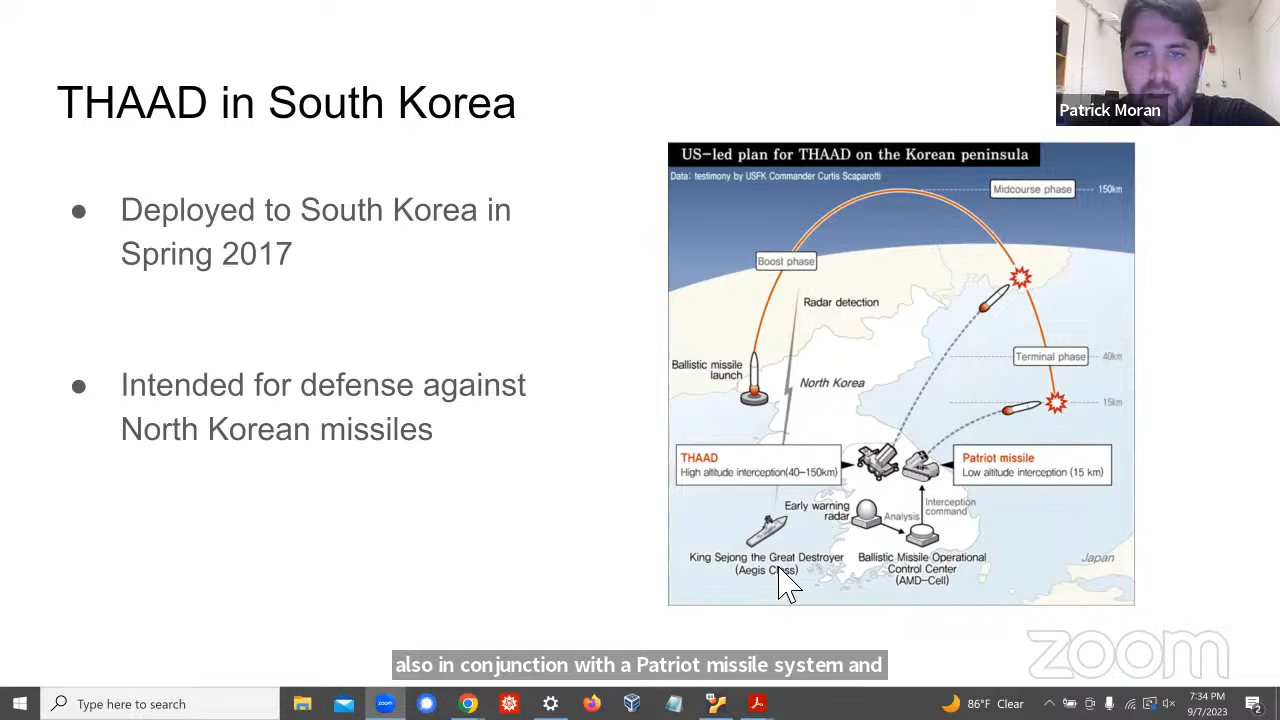 THAAD in South Korea
Patrick Moran
● Deployed to South Korea in
Spring 2017
● Intended for defense against
North Korean missiles
US-led plan for THAAD on the Korean peninsula
Data: testimony by USFK Commander Curtis Scaparotti
Midcourse phase
150km
Boost phase
Radar detection
Ballistic missile
launch
North Korea
Terminal phase
40km
15km
THAAD
High altitude interception(40-150km)
Patriot missile
Low altitude interception (15 km)
Early warning
radar
Analysis
Interception
command
King Sejong the Great Destroyer
(Aegis Class)
Ballistic Missile Operational
Control Center
(AMD-Cell)
Japan
zoom
also in conjunction with a Patriot missile system and
Type here to search
zoom
86°F Clear
7:34 PM
9/7/2023
2